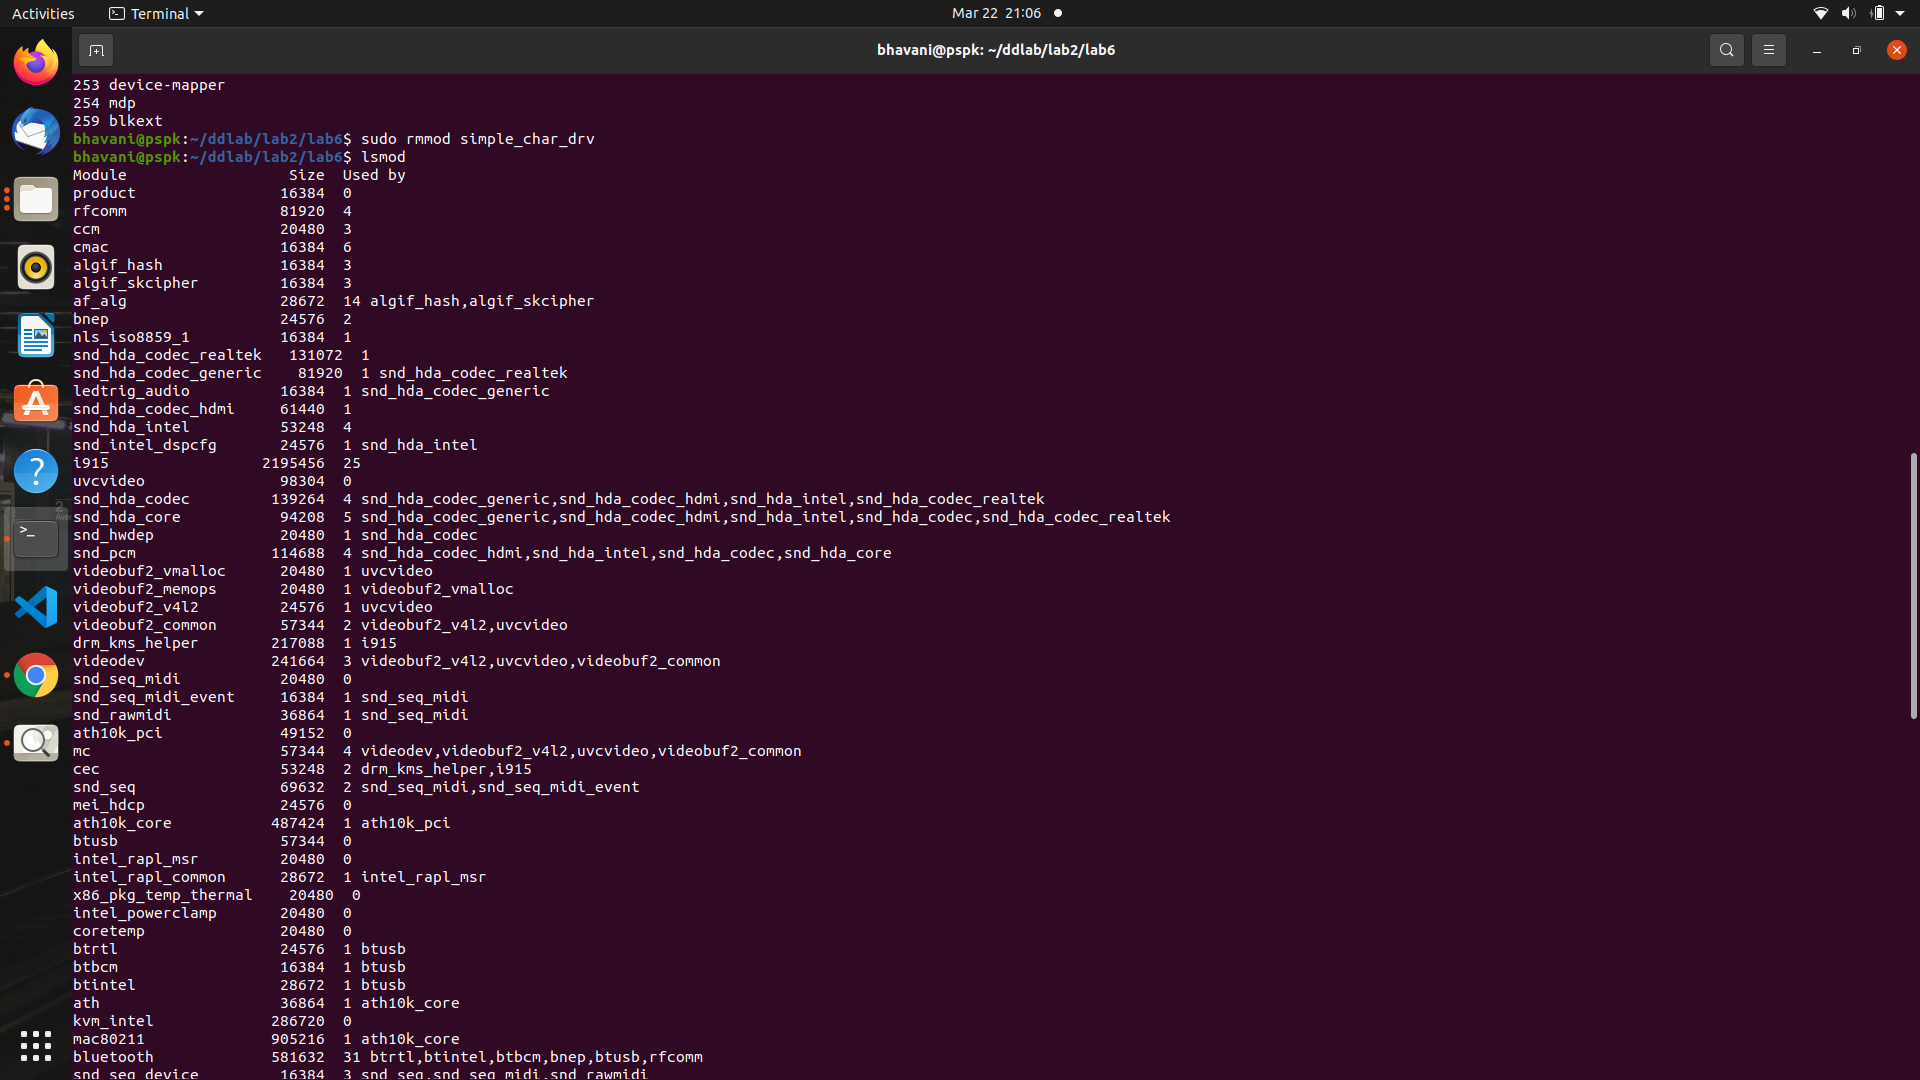 Activities Terminal Mar 22 21:06
bhavani@pspk: ~/ddlab/lab2/lab6
253 device-mapper
254 mdp
259 blkext
bhavani@pspk:~/ddlab/lab2/lab6$ sudo rmmod simple_char_drv
bhavani@pspk:~/ddlab/lab2/lab6$ lsmod
Module                  Size  Used by
product                16384  0
rfcomm                 81920  4
ccm                    20480  3
cmac                   16384  6
algif_hash             16384  3
algif_skcipher         16384  3
af_alg                 28672  14 algif_hash,algif_skcipher
bnep                   24576  2
nls_iso8859_1          16384  1
snd_hda_codec_realtek   131072  1
snd_hda_codec_generic    81920  1 snd_hda_codec_realtek
ledtrig_audio          16384  1 snd_hda_codec_generic
snd_hda_codec_hdmi     61440  1
snd_hda_intel          53248  4
snd_intel_dspcfg       24576  1 snd_hda_intel
i915                 2195456  25
uvcvideo               98304  0
snd_hda_codec         139264  4 snd_hda_codec_generic,snd_hda_codec_hdmi,snd_hda_intel,snd_hda_codec_realtek
snd_hda_core           94208  5 snd_hda_codec_generic,snd_hda_codec_hdmi,snd_hda_intel,snd_hda_codec,snd_hda_codec_realtek
snd_hwdep              20480  1 snd_hda_codec
snd_pcm               114688  4 snd_hda_codec_hdmi,snd_hda_intel,snd_hda_codec,snd_hda_core
videobuf2_vmalloc      20480  1 uvcvideo
videobuf2_memops       20480  1 videobuf2_vmalloc
videobuf2_v4l2         24576  1 uvcvideo
videobuf2_common       57344  2 videobuf2_v4l2,uvcvideo
drm_kms_helper        217088  1 i915
videodev              241664  3 videobuf2_v4l2,uvcvideo,videobuf2_common
snd_seq_midi           20480  0
snd_seq_midi_event     16384  1 snd_seq_midi
snd_rawmidi            36864  1 snd_seq_midi
ath10k_pci             49152  0
mc                     57344  4 videodev,videobuf2_v4l2,uvcvideo,videobuf2_common
cec                    53248  2 drm_kms_helper,i915
snd_seq                69632  2 snd_seq_midi,snd_seq_midi_event
mei_hdcp               24576  0
ath10k_core           487424  1 ath10k_pci
btusb                  57344  0
intel_rapl_msr         20480  0
intel_rapl_common      28672  1 intel_rapl_msr
x86_pkg_temp_thermal    20480  0
intel_powerclamp       20480  0
coretemp               20480  0
btrtl                  24576  1 btusb
btbcm                  16384  1 btusb
btintel                28672  1 btusb
ath                    36864  1 ath10k_core
kvm_intel             286720  0
mac80211              905216  1 ath10k_core
bluetooth             581632  31 btrtl,btintel,btbcm,bnep,btusb,rfcomm
snd_seq_device         16384  3 snd_seq,snd_seq_midi,snd_rawmidi